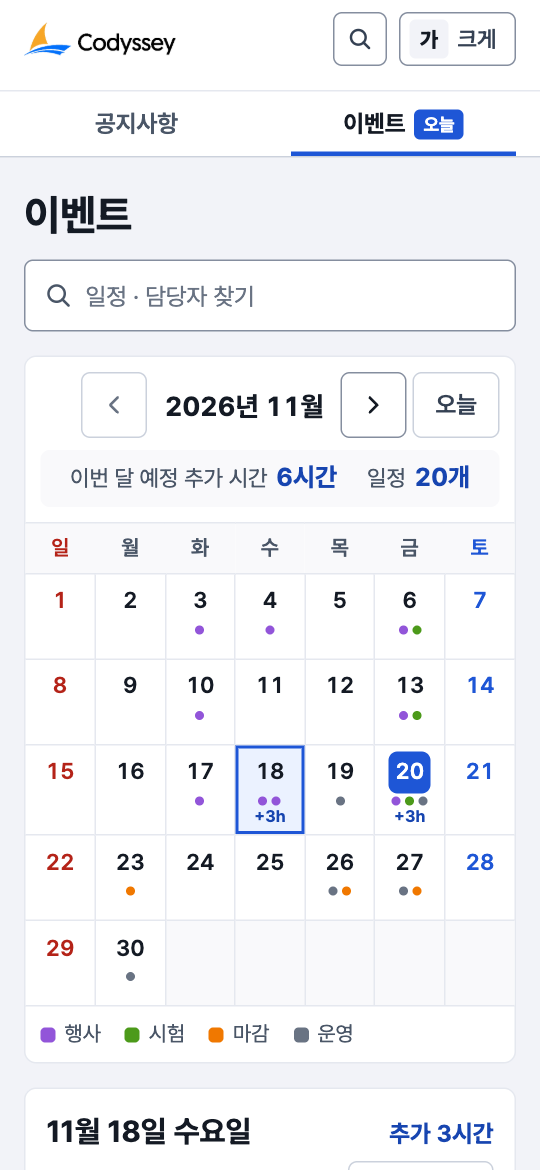 Codyssey
가 크게
공지사항
이벤트 오늘
이벤트
일정 · 담당자 찾기
2026년 11월
오늘
이번 달 예정 추가 시간 6시간 일정 20개
일 월 화 수 목 금 토
1 2 3 4 5 6 7
8 9 10 11 12 13 14
15 16 17 18 19 20 21
+3h +3h
22 23 24 25 26 27 28
29 30
행사 시험 마감 운영
11월 18일 수요일 추가 3시간